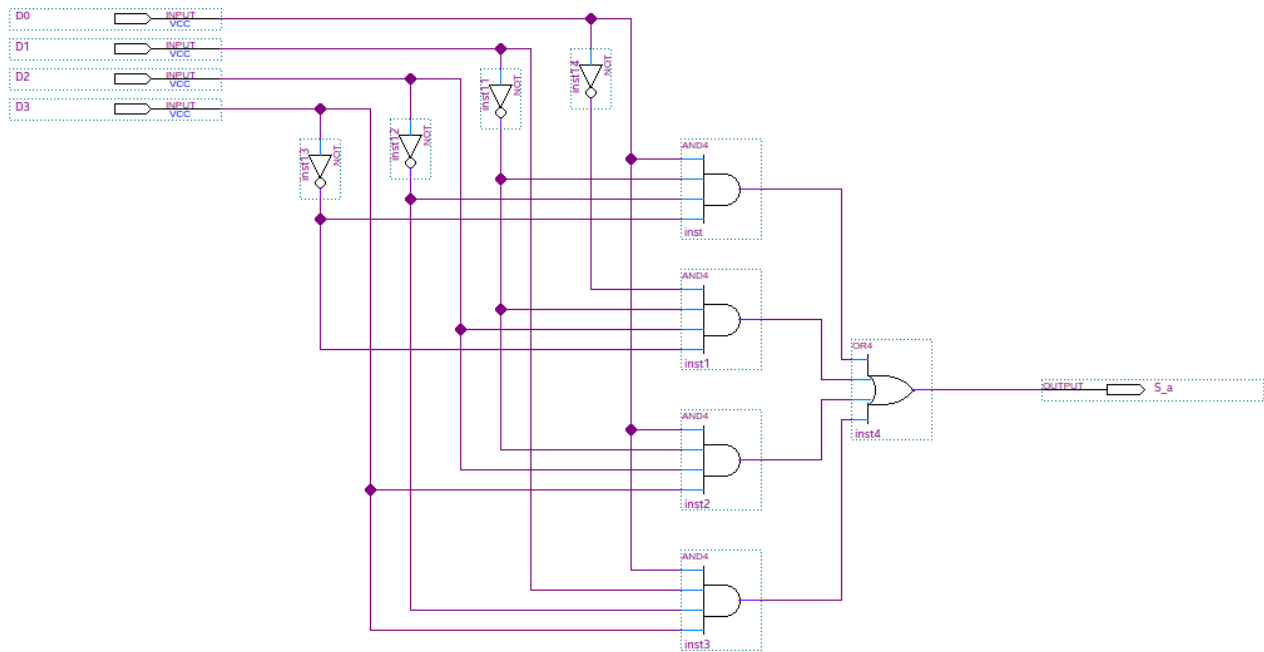 D0 INPUT
VCC
D1 INPUT
VCC
D2 INPUT
VCC
D3 INPUT
VCC
inst14 NOT
inst11 NOT
inst12 NOT
inst13 NOT
AND4
inst
AND4
inst1
OR4
OUTPUT S_a
inst4
AND4
inst2
AND4
inst3